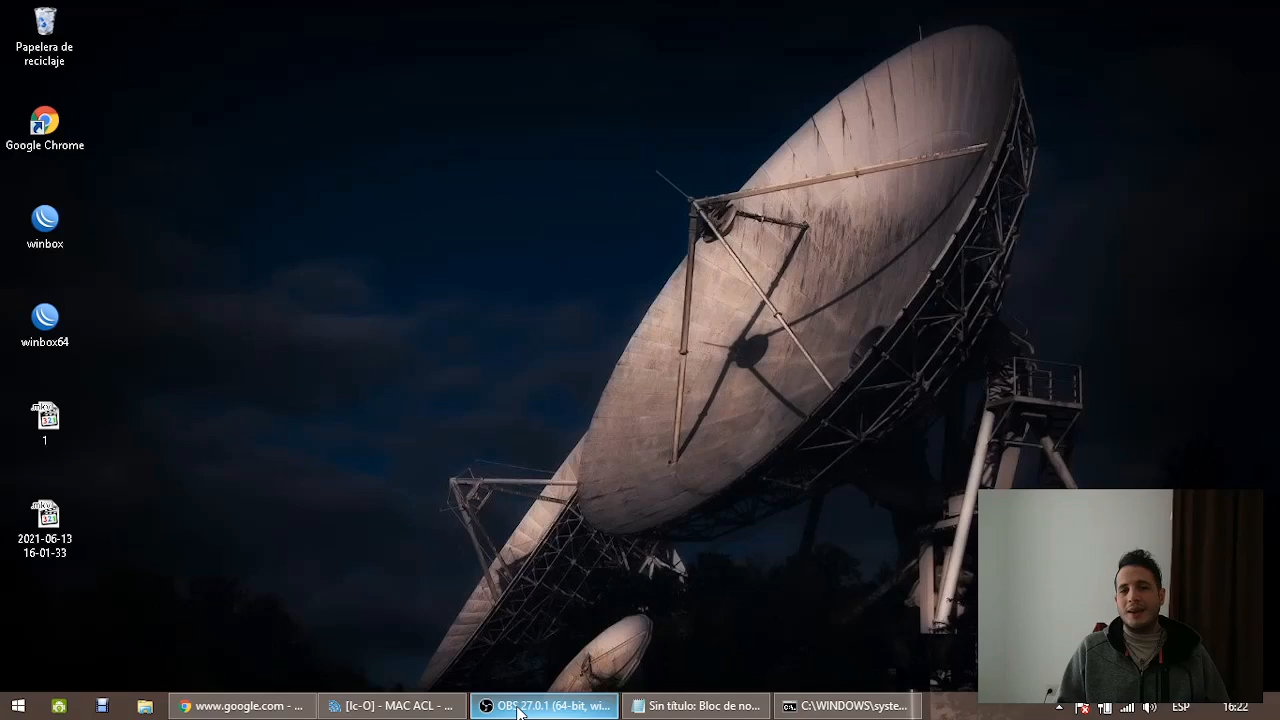 Papelera de
reciclaje
Google Chrome
winbox
winbox64
1
2021-06-13
16-01-33
www.google.com - ...
[Ic-O] - MAC ACL - ...
OBS 27.0.1 (64-bit, wi...
Sin título: Bloc de no...
C:\WINDOWS\syste...
ESP
16:22